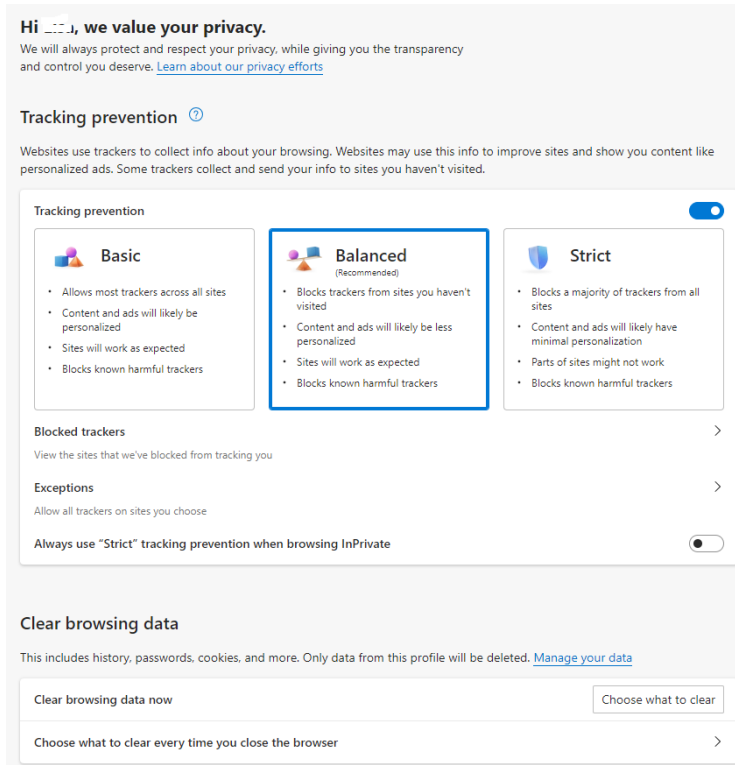 Hi , we value your privacy.
We will always protect and respect your privacy, while giving you the transparency
and control you deserve. Learn about our privacy efforts
Tracking prevention
Websites use trackers to collect info about your browsing. Websites may use this info to improve sites and show you content like
personalized ads. Some trackers collect and send your info to sites you haven't visited.
Tracking prevention
Basic
• Allows most trackers across all sites
• Content and ads will likely be
personalized
• Sites will work as expected
• Blocks known harmful trackers
Balanced
(Recommended)
• Blocks trackers from sites you haven't
visited
• Content and ads will likely be less
personalized
• Sites will work as expected
• Blocks known harmful trackers
Strict
• Blocks a majority of trackers from all
sites
• Content and ads will likely have
minimal personalization
• Parts of sites might not work
• Blocks known harmful trackers
Blocked trackers
View the sites that we've blocked from tracking you
Exceptions
Allow all trackers on sites you choose
Always use “Strict” tracking prevention when browsing InPrivate
Clear browsing data
This includes history, passwords, cookies, and more. Only data from this profile will be deleted. Manage your data
Clear browsing data now
Choose what to clear
Choose what to clear every time you close the browser